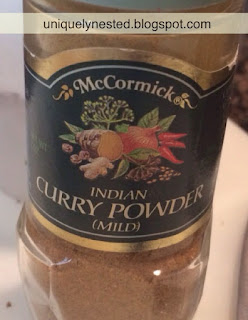 uniquelynested.blogspot.com
McCormick
INDIAN
CURRY POWDER
(MILD)